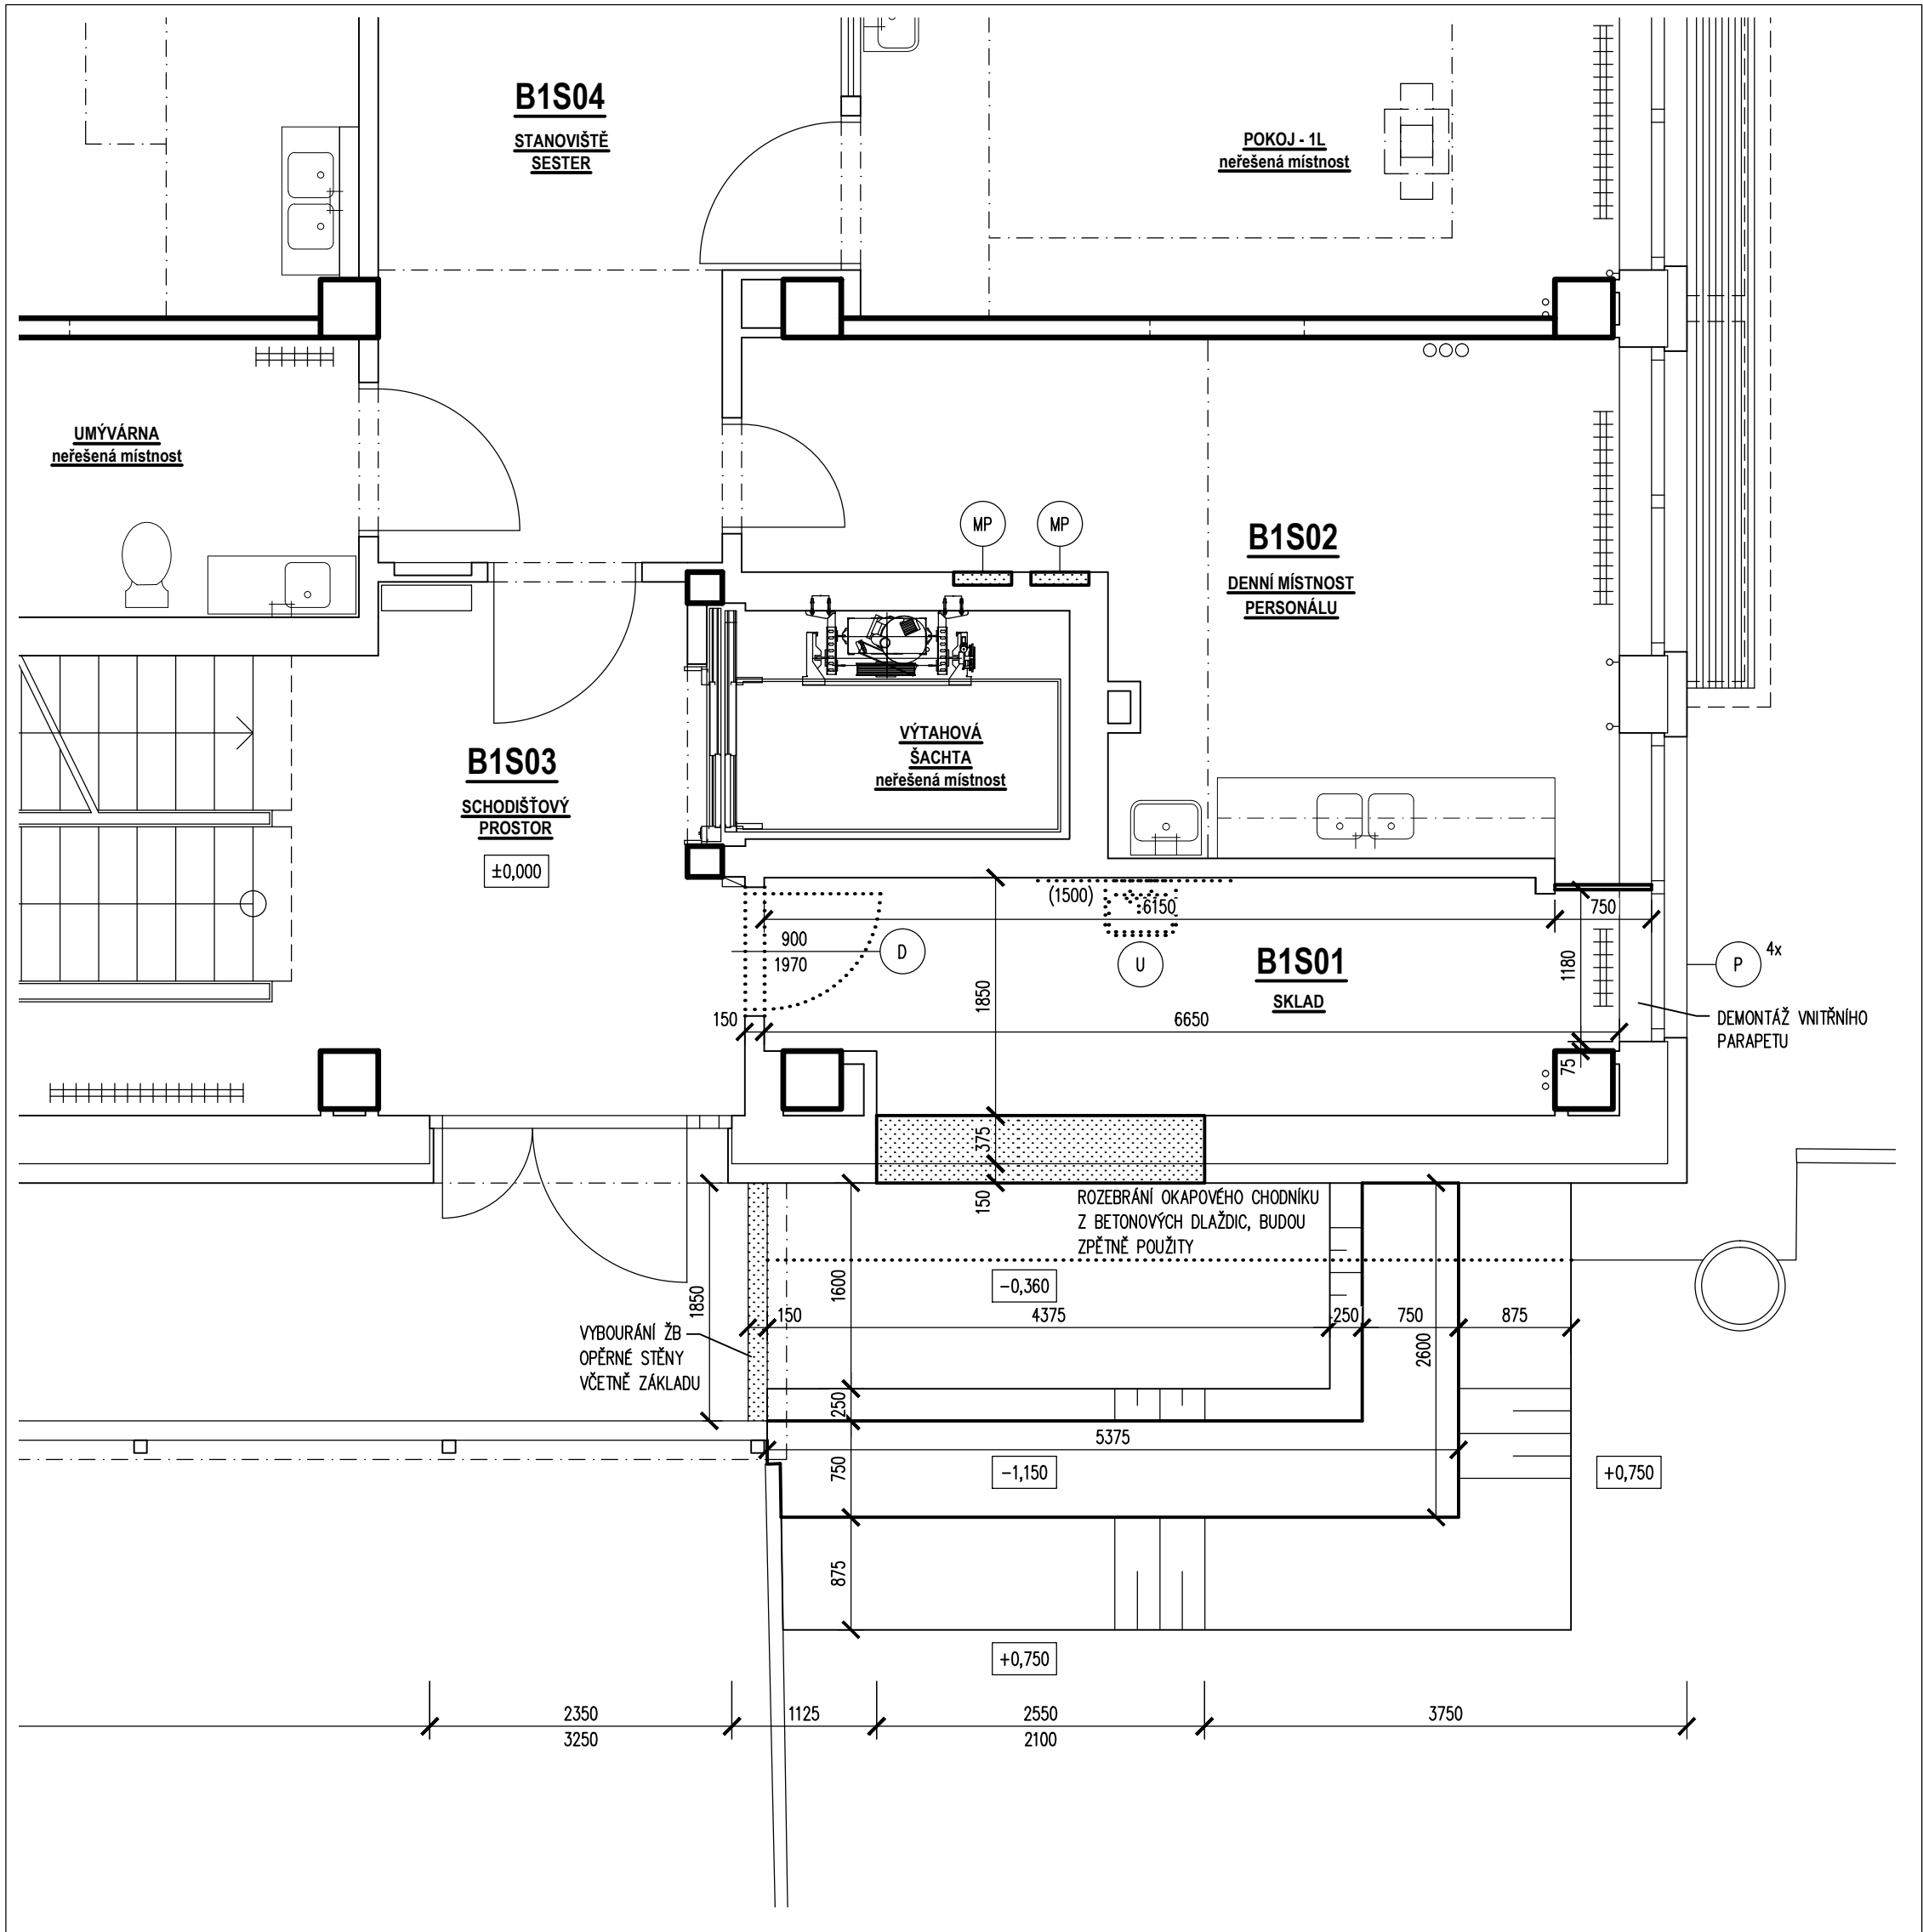 B1S04
STANOVIŠTĚ
SESTER
POKOJ - 1L
neřešená místnost
UMÝVÁRNA
neřešená místnost
MP
MP
B1S02
DENNÍ MÍSTNOST
PERSONÁLU
B1S03
SCHODIŠŤOVÝ
PROSTOR
±0,000
VÝTAHOVÁ
ŠACHTA
neřešená místnost
(1500)
6150
750
900
1970
D
U
B1S01
SKLAD
1850
1180
P
4x
150
6650
75
DEMONTÁŽ VNITŘNÍHO
PARAPETU
375
150
ROZEBRÁNÍ OKAPOVÉHO CHODNÍKU
Z BETONOVÝCH DLAŽDIC, BUDOU
ZPĚTNĚ POUŽITY
-0,360
1850
1600
150
4375
250
750
875
2600
VYBOURÁNÍ ŽB
OPĚRNÉ STĚNY
VČETNĚ ZÁKLADU
250
5375
750
-1,150
+0,750
875
+0,750
2350
3250
1125
2550
2100
3750